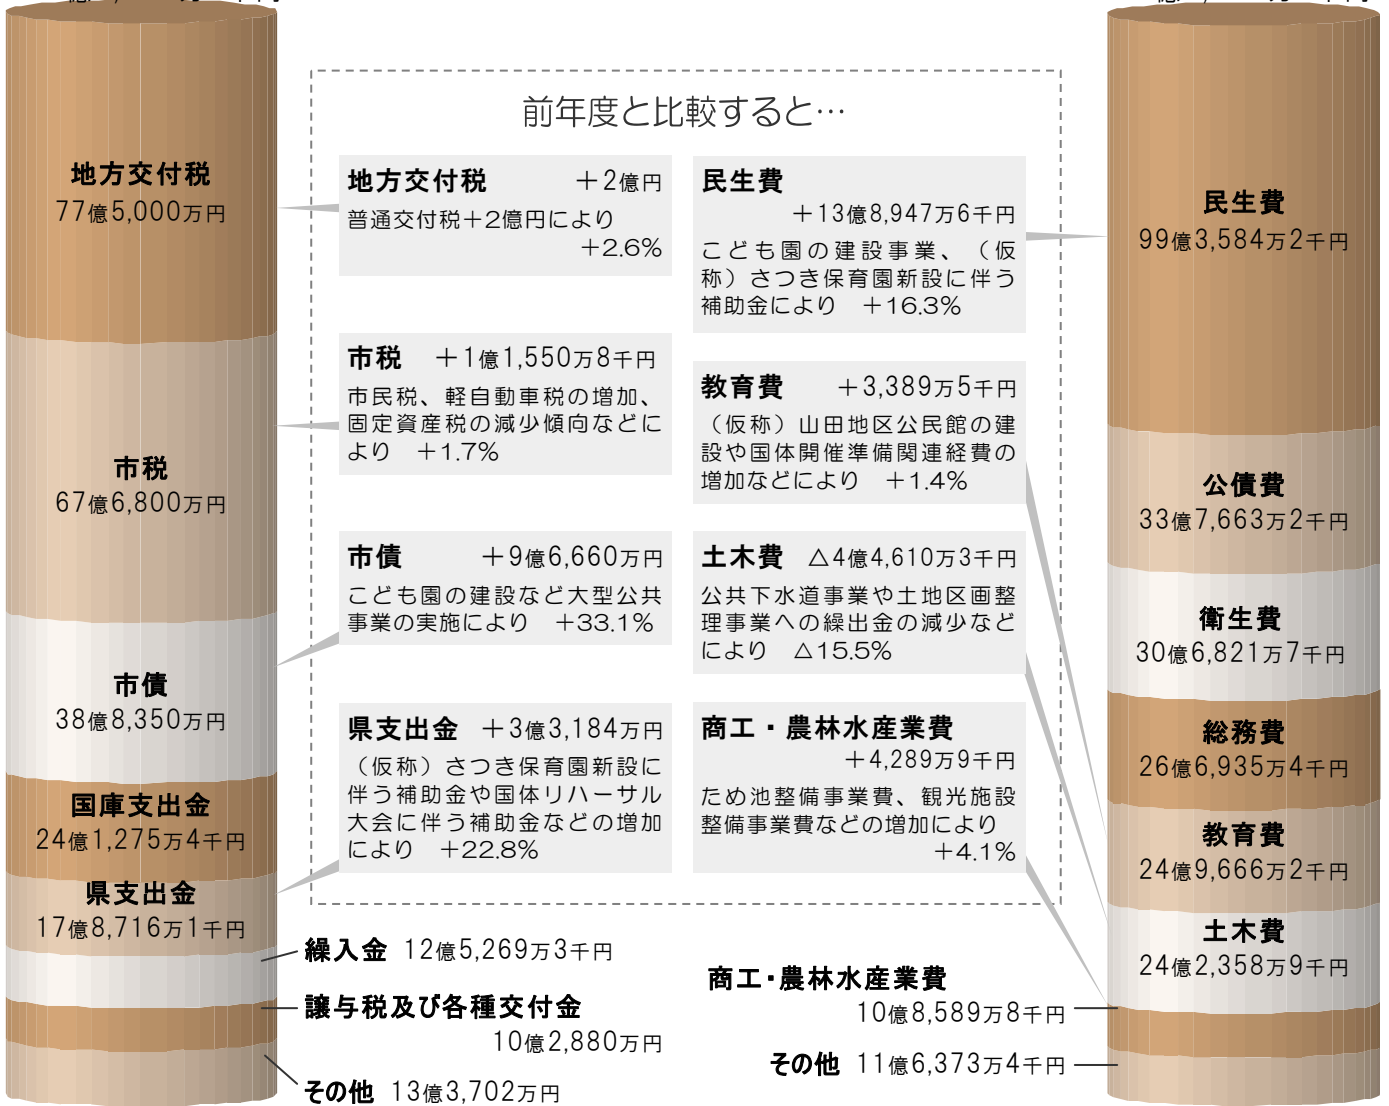 前年度と比較すると…
地方交付税
77億5,000万円
市税
67億6,800万円
市債
38億8,350万円
国庫支出金
24億1,275万4千円
県支出金
17億8,716万1千円
繰入金 12億5,269万3千円
譲与税及び各種交付金
10億2,880万円
その他 13億3,702万円
地方交付税 +2億円
普通交付税+2億円により
+2.6%
市税 +1億1,550万8千円
市民税、軽自動車税の増加、
固定資産税の減少傾向などに
より +1.7%
市債 +9億6,660万円
こども園の建設など大型公共
事業の実施により +33.1%
県支出金 +3億3,184万円
（仮称）さつき保育園新設に
伴う補助金や国体リハーサル
大会に伴う補助金などの増加
により +22.8%
民生費
+13億8,947万6千円
こども園の建設事業、（仮
称）さつき保育園新設に伴う
補助金により +16.3%
教育費 +3,389万5千円
（仮称）山田地区公民館の建
設や国体開催準備関連経費の
増加などにより +1.4%
土木費 △4億4,610万3千円
公共下水道事業や土地区画整
理事業への繰出金の減少など
により △15.5%
商工・農林水産業費
+4,289万9千円
ため池整備事業費、観光施設
整備事業費などの増加により
+4.1%
民生費
99億3,584万2千円
公債費
33億7,663万2千円
衛生費
30億6,821万7千円
総務費
26億6,935万4千円
教育費
24億9,666万2千円
土木費
24億2,358万9千円
商工・農林水産業費
10億8,589万8千円
その他 11億6,373万4千円